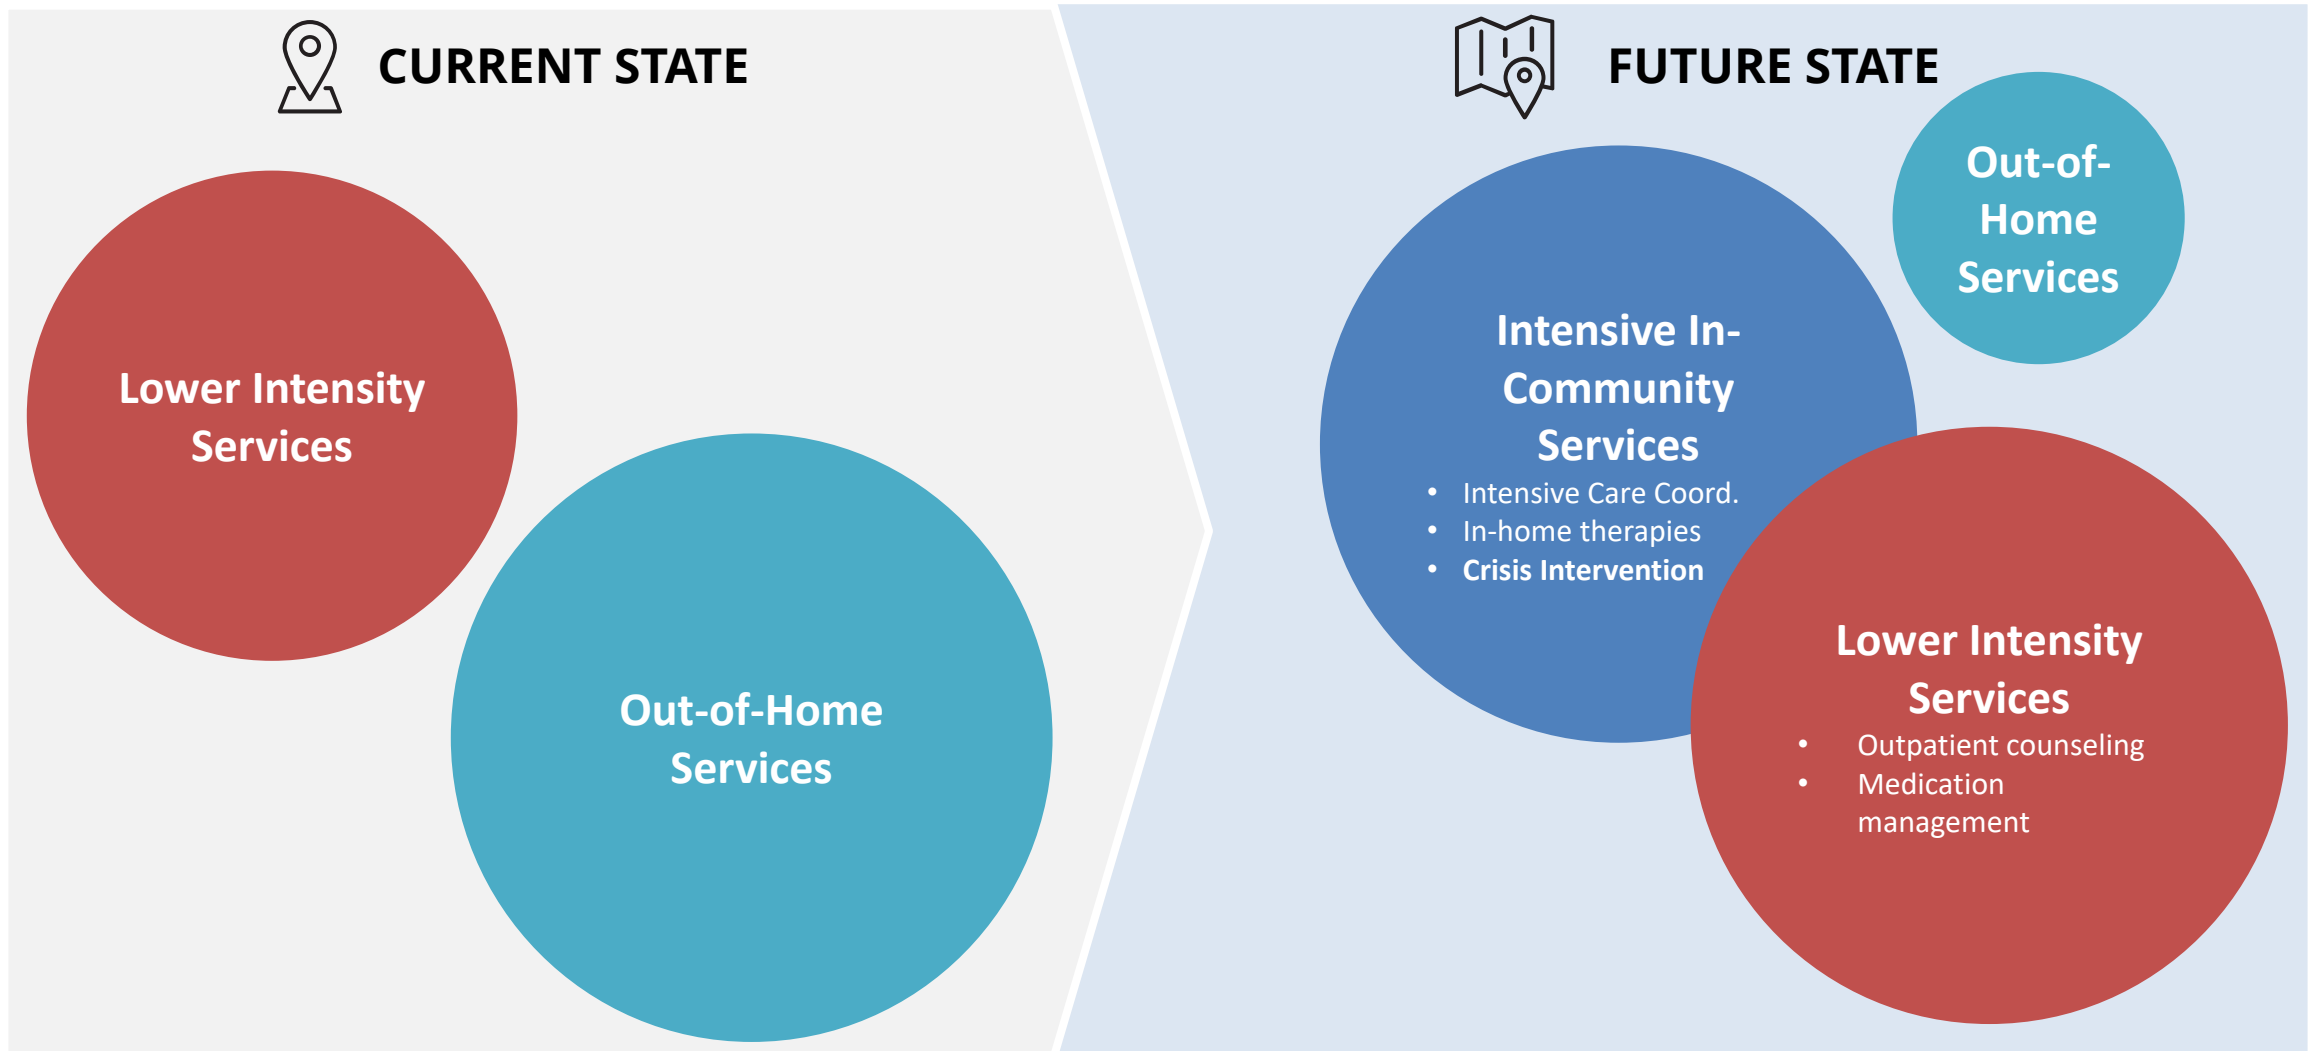 CURRENT STATE
Lower Intensity
Services
Out-of-Home
Services
FUTURE STATE
Out-of-
Home
Services
Intensive In-
Community
Services
• Intensive Care Coord.
• In-home therapies
• Crisis Intervention
Lower Intensity
Services
• Outpatient counseling
• Medication
management